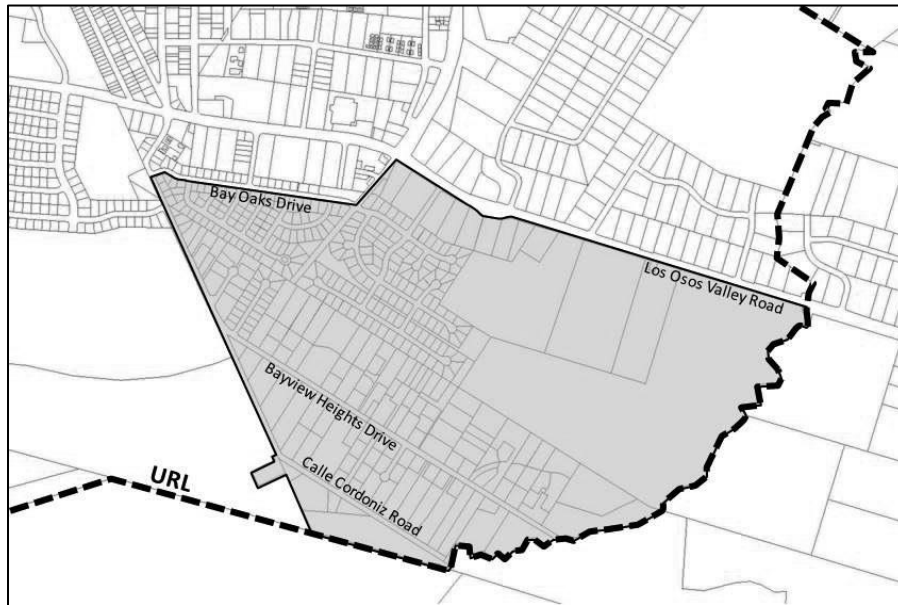 Bay Oaks Drive
Los Osos Valley Road
Bayview Heights Drive
Calle Cordoniz Road
URL